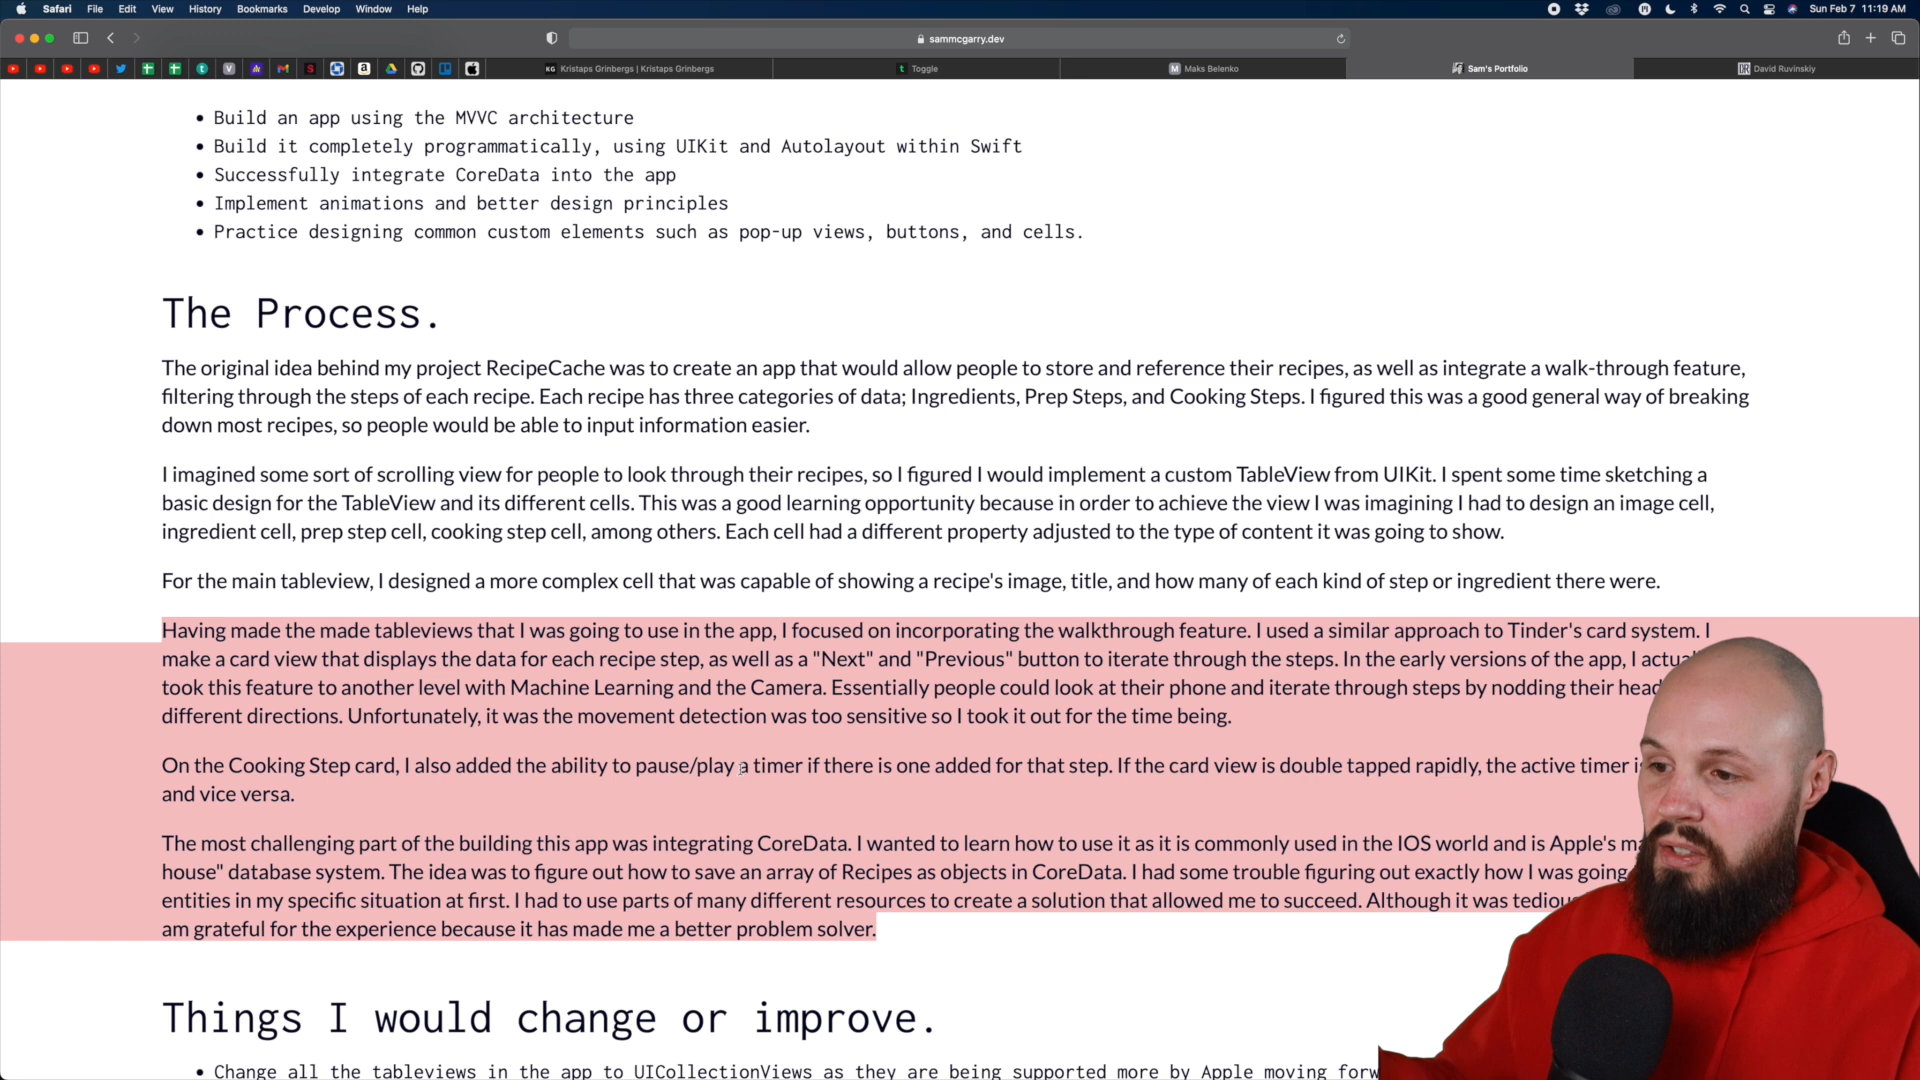 Safari File Edit View History Bookmarks Develop Window Help Sun Feb 7 11:19 AM
sammcgarry.dev
KG Kristaps Grinbergs | Kristaps Grinbergs t Toggle M Maks Belenko Sam's Portfolio DR David Ruvinskiy
• Build an app using the MVVC architecture
• Build it completely programmatically, using UIKit and Autolayout within Swift
• Successfully integrate CoreData into the app
• Implement animations and better design principles
• Practice designing common custom elements such as pop-up views, buttons, and cells.
The Process.
The original idea behind my project RecipeCache was to create an app that would allow people to store and reference their recipes, as well as integrate a walk-through feature,
filtering through the steps of each recipe. Each recipe has three categories of data; Ingredients, Prep Steps, and Cooking Steps. I figured this was a good general way of breaking
down most recipes, so people would be able to input information easier.
I imagined some sort of scrolling view for people to look through their recipes, so I figured I would implement a custom TableView from UIKit. I spent some time sketching a
basic design for the TableView and its different cells. This was a good learning opportunity because in order to achieve the view I was imagining I had to design an image cell,
ingredient cell, prep step cell, cooking step cell, among others. Each cell had a different property adjusted to the type of content it was going to show.
For the main tableview, I designed a more complex cell that was capable of showing a recipe's image, title, and how many of each kind of step or ingredient there were.
Having made the made tableviews that I was going to use in the app, I focused on incorporating the walkthrough feature. I used a similar approach to Tinder's card system. I
make a card view that displays the data for each recipe step, as well as a "Next" and "Previous" button to iterate through the steps. In the early versions of the app, I
took this feature to another level with Machine Learning and the Camera. Essentially people could look at their phone and iterate through steps by nodding their
different directions. Unfortunately, it was the movement detection was too sensitive so I took it out for the time being.
On the Cooking Step card, I also added the ability to pause/play a timer if there is one added for that step. If the card view is double tapped rapidly, the active timer
and vice versa.
The most challenging part of the building this app was integrating CoreData. I wanted to learn how to use it as it is commonly used in the IOS world and is Apple's
house" database system. The idea was to figure out how to save an array of Recipes as objects in CoreData. I had some trouble figuring out exactly how I was going
entities in my specific situation at first. I had to use parts of many different resources to create a solution that allowed me to succeed. Although it was
am grateful for the experience because it has made me a better problem solver.
Things I would change or improve.
• Change all the tableviews in the app to UICollectionViews as they are being supported more by Apple moving